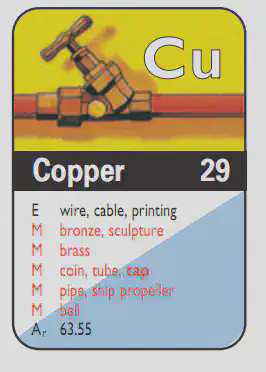 Cu
Copper 29
E wire, cable, printing
M bronze, sculpture
M brass
M coin, tube, tap
M pipe, ship propeller
M bell
Ar 63.55